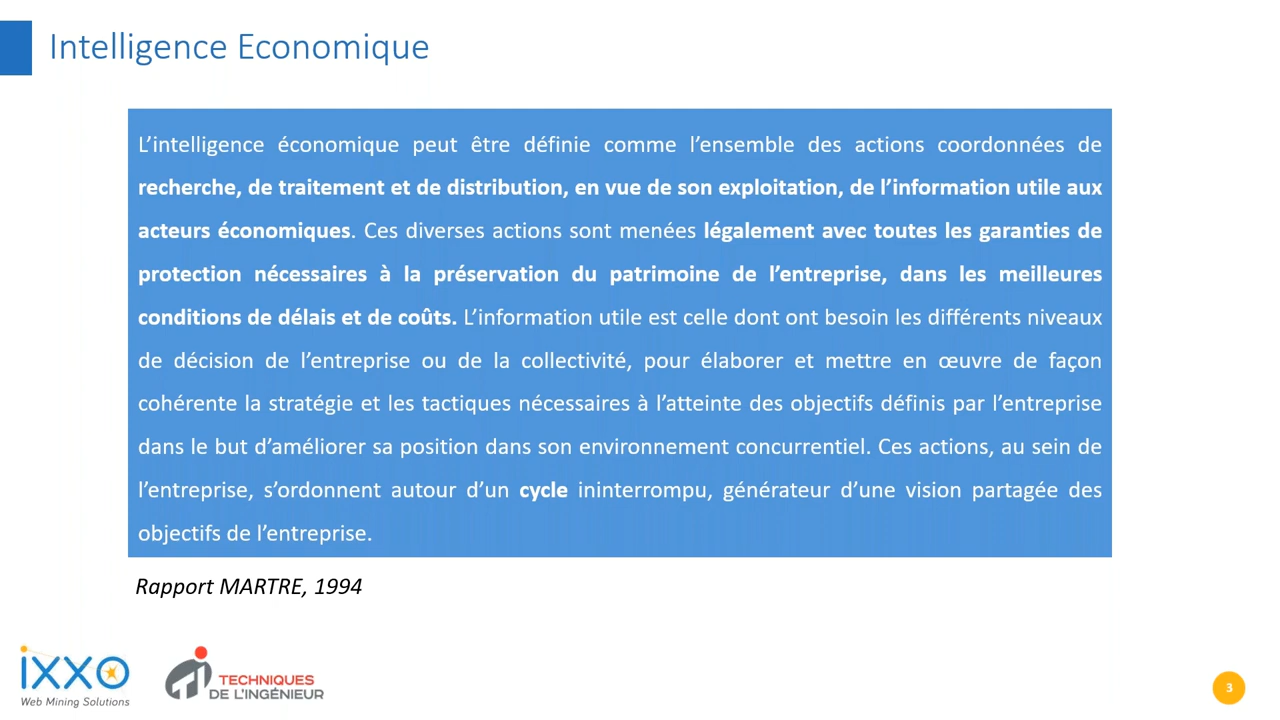 Intelligence Economique
L’intelligence économique peut être définie comme l’ensemble des actions coordonnées de
recherche, de traitement et de distribution, en vue de son exploitation, de l’information utile aux
acteurs économiques. Ces diverses actions sont menées légalement avec toutes les garanties de
protection nécessaires à la préservation du patrimoine de l’entreprise, dans les meilleures
conditions de délais et de coûts. L’information utile est celle dont ont besoin les différents niveaux
de décision de l’entreprise ou de la collectivité, pour élaborer et mettre en œuvre de façon
cohérente la stratégie et les tactiques nécessaires à l’atteinte des objectifs définis par l’entreprise
dans le but d’améliorer sa position dans son environnement concurrentiel. Ces actions, au sein de
l’entreprise, s’ordonnent autour d’un cycle ininterrompu, générateur d’une vision partagée des
objectifs de l’entreprise.
Rapport MARTRE, 1994
ixxo
Web Mining Solutions
TECHNIQUES
DE L'INGÉNIEUR
3